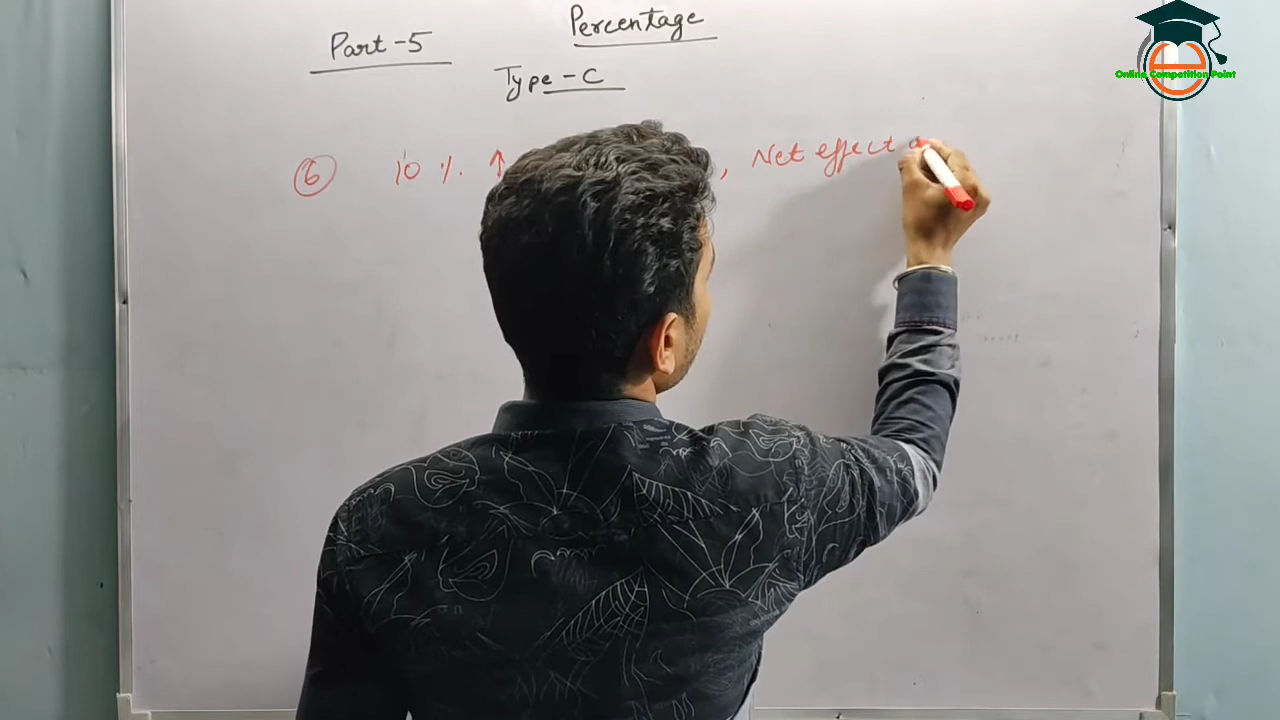 Percentage
Part-5
Type-C
Online Competition Point
6 10 % ↑ , Net effect